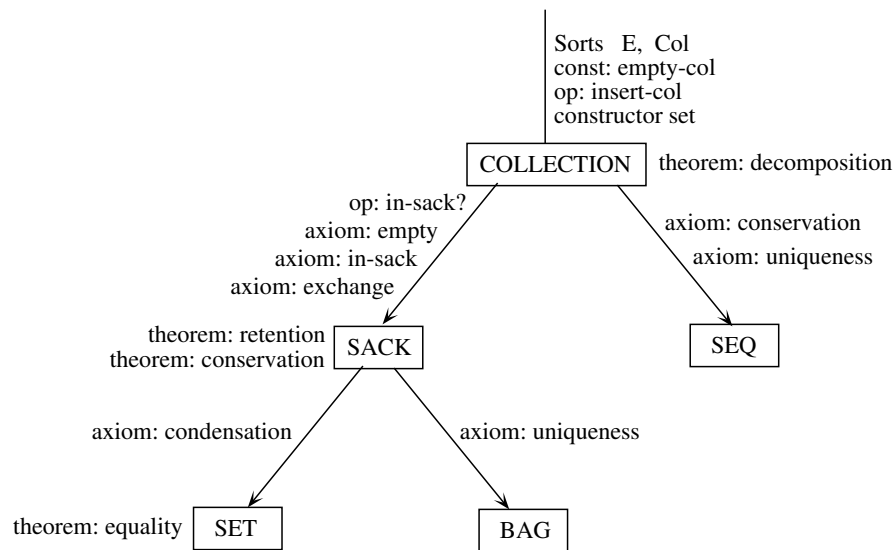 Sorts E, Col
const: empty-col
op: insert-col
constructor set
COLLECTION
theorem: decomposition
op: in-sack?
axiom: empty
axiom: in-sack
axiom: exchange
axiom: conservation
axiom: uniqueness
theorem: retention
theorem: conservation
SACK
SEQ
axiom: condensation
axiom: uniqueness
theorem: equality
SET
BAG